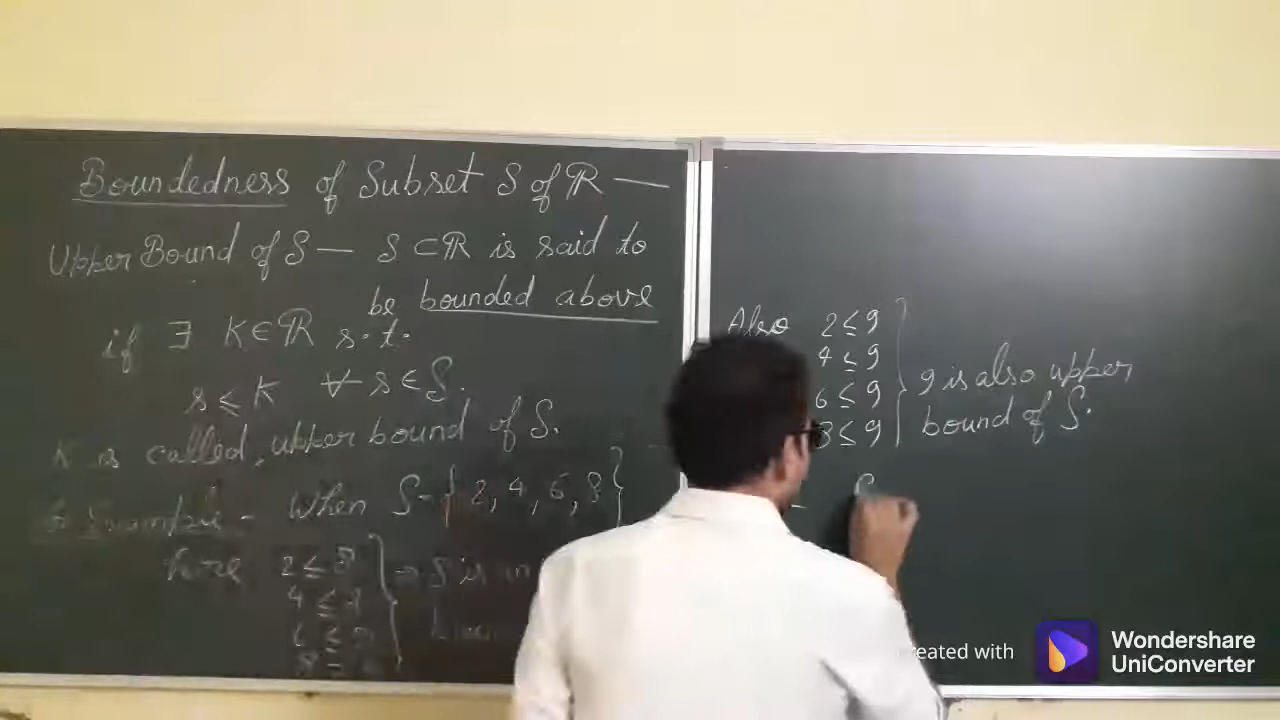 Boundedness of Subset S of ℝ —
Upper Bound of S — S ⊂ ℝ is said to
be bounded above
if ∃ K ∈ ℝ s.t.
s ≤ K ∀ s ∈ S.
K is called, upper bound of S.
Example - When S = { 2, 4, 6, 8 }
here 2 ≤ 8
4 ≤ 8
6 ≤ 8
8 ≤
⇒ S is
Also 2 ≤ 9
4 ≤ 9
6 ≤ 9
8 ≤ 9
9 is also upper
bound of S.
S
Created with
Wondershare
UniConverter